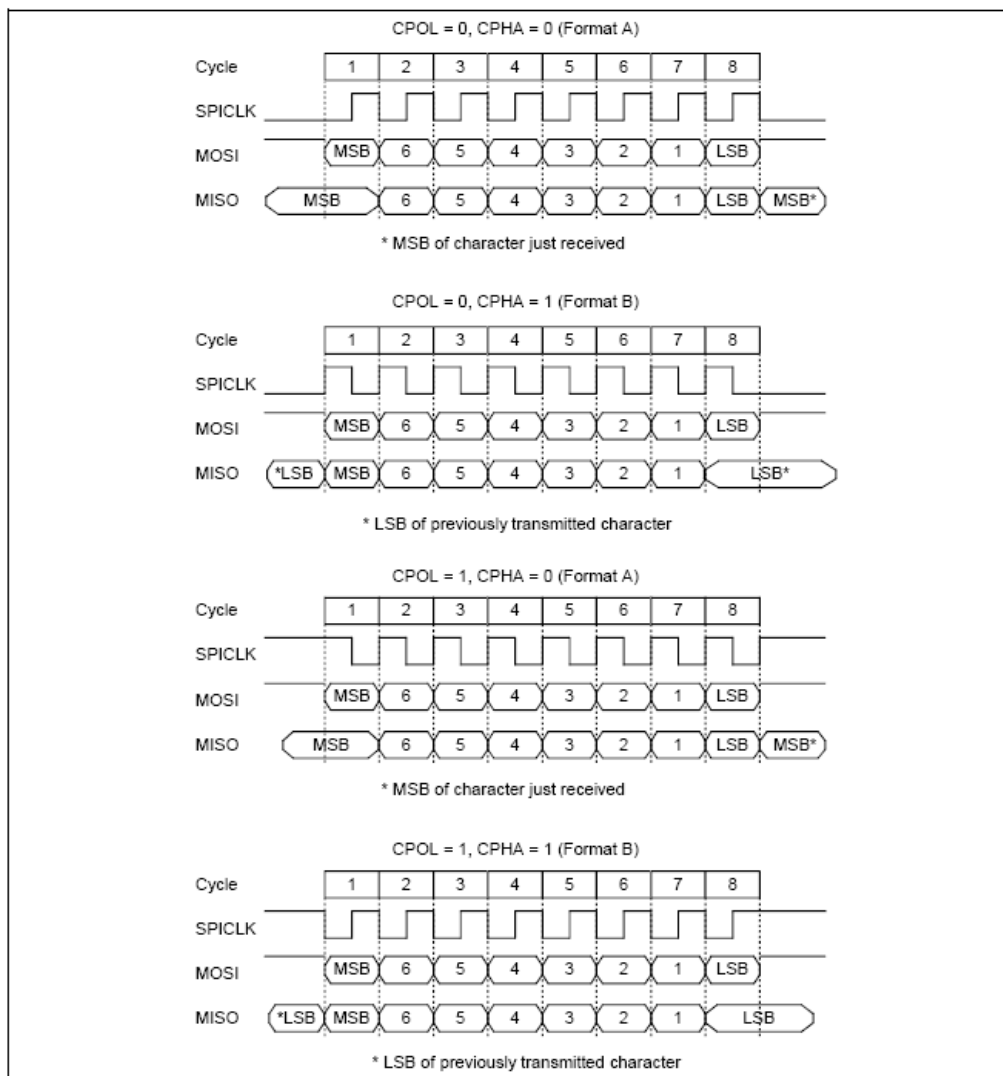 CPOL = 0, CPHA = 0 (Format A)
Cycle 1 2 3 4 5 6 7 8
SPICLK
MOSI MSB 6 5 4 3 2 1 LSB
MISO MSB 6 5 4 3 2 1 LSB MSB*
* MSB of character just received
CPOL = 0, CPHA = 1 (Format B)
Cycle 1 2 3 4 5 6 7 8
SPICLK
MOSI MSB 6 5 4 3 2 1 LSB
MISO *LSB MSB 6 5 4 3 2 1 LSB*
* LSB of previously transmitted character
CPOL = 1, CPHA = 0 (Format A)
Cycle 1 2 3 4 5 6 7 8
SPICLK
MOSI MSB 6 5 4 3 2 1 LSB
MISO MSB 6 5 4 3 2 1 LSB MSB*
* MSB of character just received
CPOL = 1, CPHA = 1 (Format B)
Cycle 1 2 3 4 5 6 7 8
SPICLK
MOSI MSB 6 5 4 3 2 1 LSB
MISO *LSB MSB 6 5 4 3 2 1 LSB
* LSB of previously transmitted character